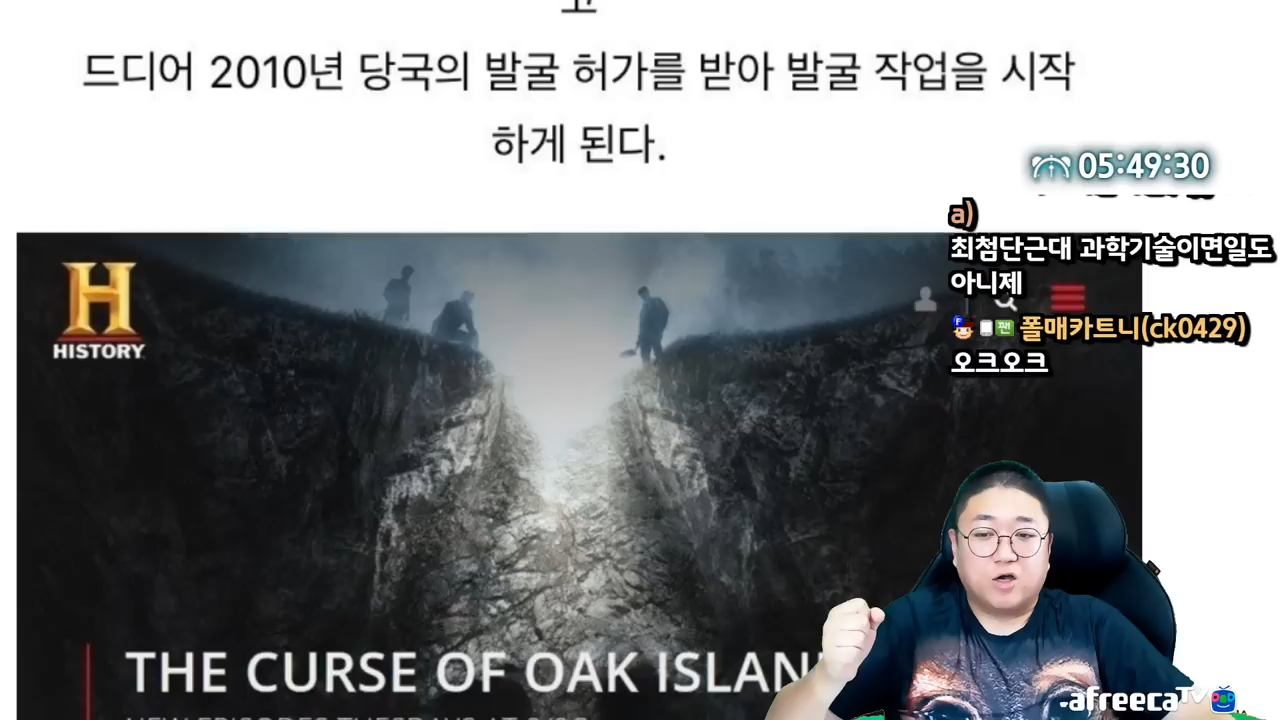 고
드디어 2010년 당국의 발굴 허가를 받아 발굴 작업을 시작
하게 된다.
05:49:30
a)
최첨단근대 과학기술이면일도
아니제
폴매카트니(ck0429)
오크오크
HISTORY
THE CURSE OF OAK ISLAN
afreecaTV